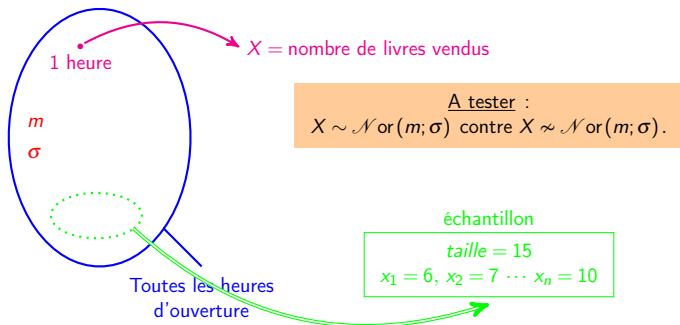 X = nombre de livres vendus
1 heure
A tester :
X ∼ 𝒩or(m; σ) contre X ≁ 𝒩or(m; σ).
m
σ
échantillon
taille = 15
x₁ = 6, x₂ = 7 ⋯ xₙ = 10
Toutes les heures
d'ouverture